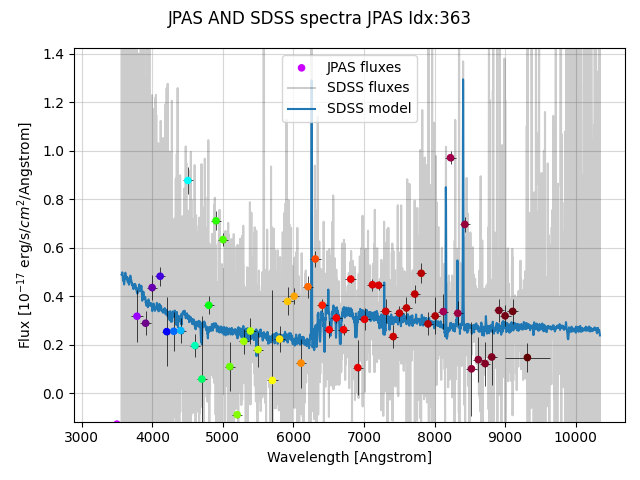 JPAS AND SDSS spectra JPAS Idx:363
JPAS fluxes
SDSS fluxes
SDSS model
1.4
1.2
1.0
0.8
0.6
0.4
0.2
0.0
Flux [10⁻¹⁷ erg/s/cm²/Angstrom]
3000 4000 5000 6000 7000 8000 9000 10000
Wavelength [Angstrom]